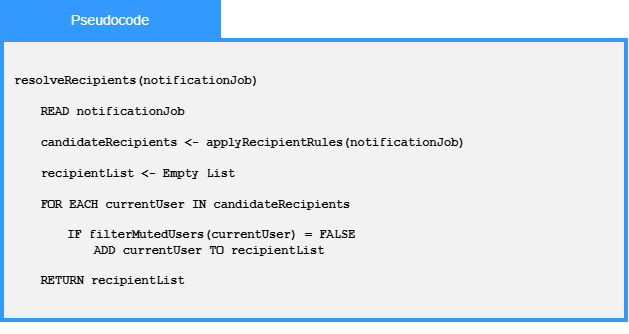 Pseudocode
resolveRecipients(notificationJob)
READ notificationJob
candidateRecipients <- applyRecipientRules(notificationJob)
recipientList <- Empty List
FOR EACH currentUser IN candidateRecipients
IF filterMutedUsers(currentUser) = FALSE
ADD currentUser TO recipientList
RETURN recipientList